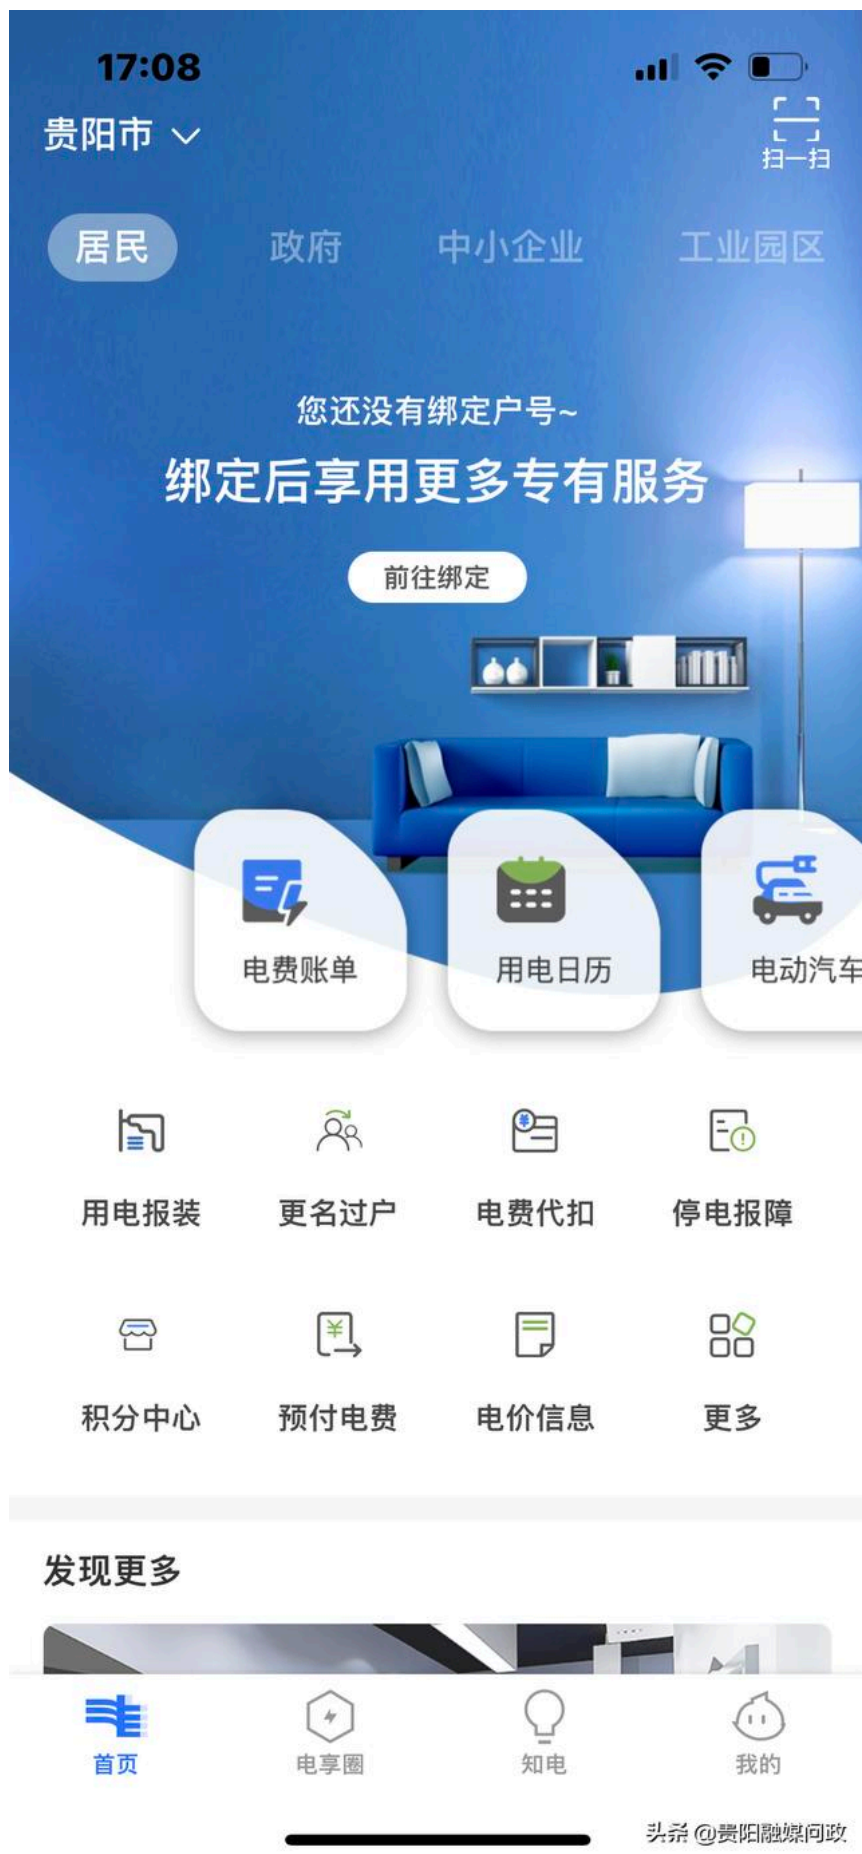 17:08
贵阳市
扫一扫
居民 政府 中小企业 工业园区
您还没有绑定户号~
绑定后享用更多专有服务
前往绑定
电费账单 用电日历 电动汽车
用电报装 更名过户 电费代扣 停电报障
积分中心 预付电费 电价信息 更多
发现更多
首页 电享圈 知电 我的
头条 @贵阳融媒问政